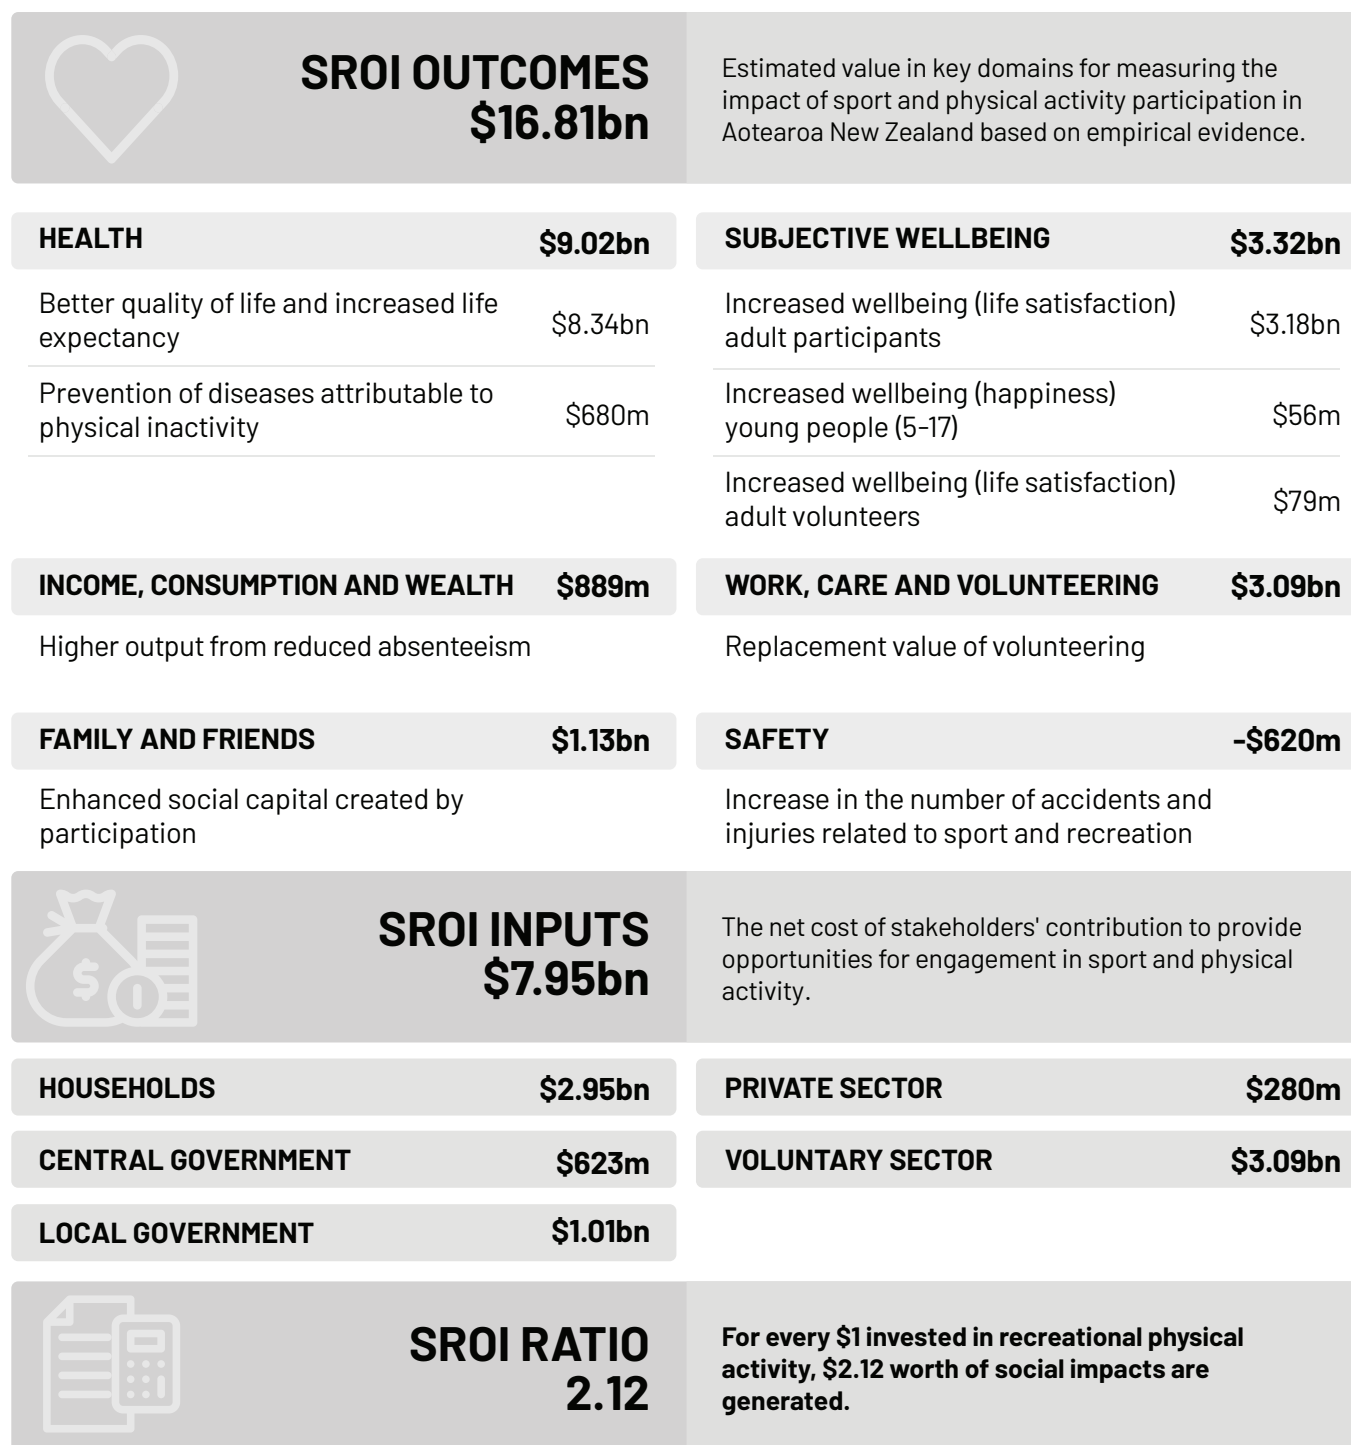 SROI OUTCOMES
$16.81bn
Estimated value in key domains for measuring the
impact of sport and physical activity participation in
Aotearoa New Zealand based on empirical evidence.
HEALTH $9.02bn
Better quality of life and increased life
expectancy
$8.34bn
Prevention of diseases attributable to
physical inactivity
$680m
SUBJECTIVE WELLBEING $3.32bn
Increased wellbeing (life satisfaction)
adult participants
$3.18bn
Increased wellbeing (happiness)
young people (5-17)
$56m
Increased wellbeing (life satisfaction)
adult volunteers
$79m
INCOME, CONSUMPTION AND WEALTH $889m
Higher output from reduced absenteeism
WORK, CARE AND VOLUNTEERING $3.09bn
Replacement value of volunteering
FAMILY AND FRIENDS $1.13bn
Enhanced social capital created by
participation
SAFETY -$620m
Increase in the number of accidents and
injuries related to sport and recreation
$
SROI INPUTS
$7.95bn
The net cost of stakeholders' contribution to provide
opportunities for engagement in sport and physical
activity.
HOUSEHOLDS $2.95bn
PRIVATE SECTOR $280m
CENTRAL GOVERNMENT $623m
VOLUNTARY SECTOR $3.09bn
LOCAL GOVERNMENT $1.01bn
SROI RATIO
2.12
For every $1 invested in recreational physical
activity, $2.12 worth of social impacts are
generated.